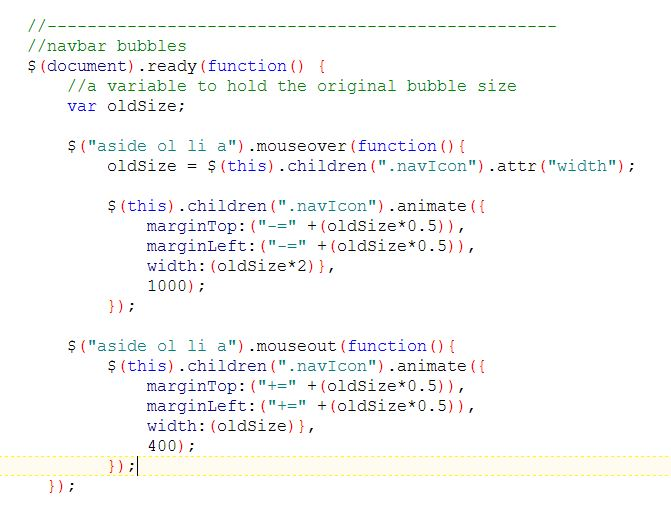 //---------------------------------------------------
//navbar bubbles
$(document).ready(function() {
    //a variable to hold the original bubble size
    var oldSize;

    $("aside ol li a").mouseover(function(){
        oldSize = $(this).children(".navIcon").attr("width");

        $(this).children(".navIcon").animate({
            marginTop:("-=" +(oldSize*0.5)),
            marginLeft:("-=" +(oldSize*0.5)),
            width:(oldSize*2)},
            1000);
        });

    $("aside ol li a").mouseout(function(){
        $(this).children(".navIcon").animate({
            marginTop:("+=" +(oldSize*0.5)),
            marginLeft:("+=" +(oldSize*0.5)),
            width:(oldSize)},
            400);
        });
  });